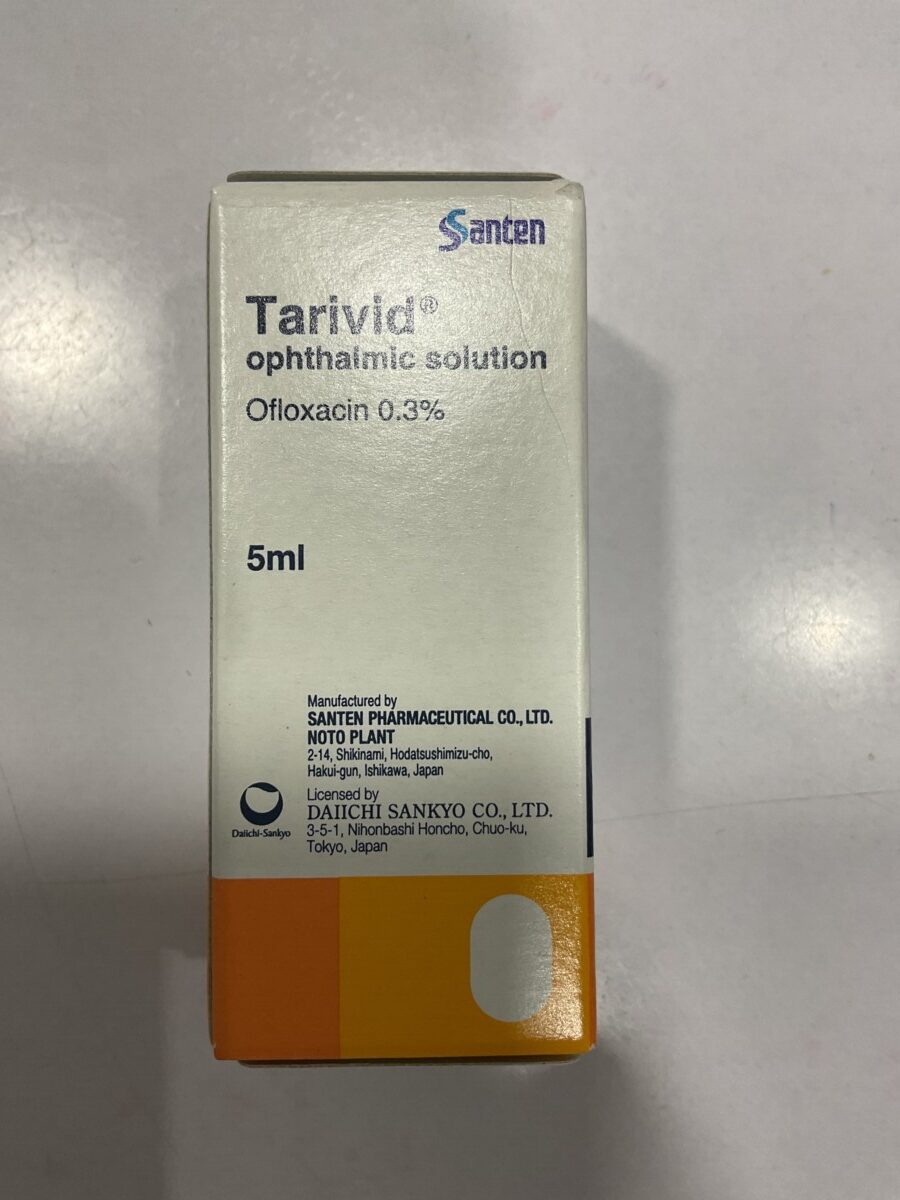 Santen
Tarivid®
ophthalmic solution
Ofloxacin 0.3%
5ml
Manufactured by
SANTEN PHARMACEUTICAL CO., LTD.
NOTO PLANT
2-14, Shikinami, Hodatsushimizu-cho,
Hakui-gun, Ishikawa, Japan
Licensed by
DAIICHI SANKYO CO., LTD.
3-5-1, Nihonbashi Honcho, Chuo-ku,
Tokyo, Japan
Daiichi-Sankyo